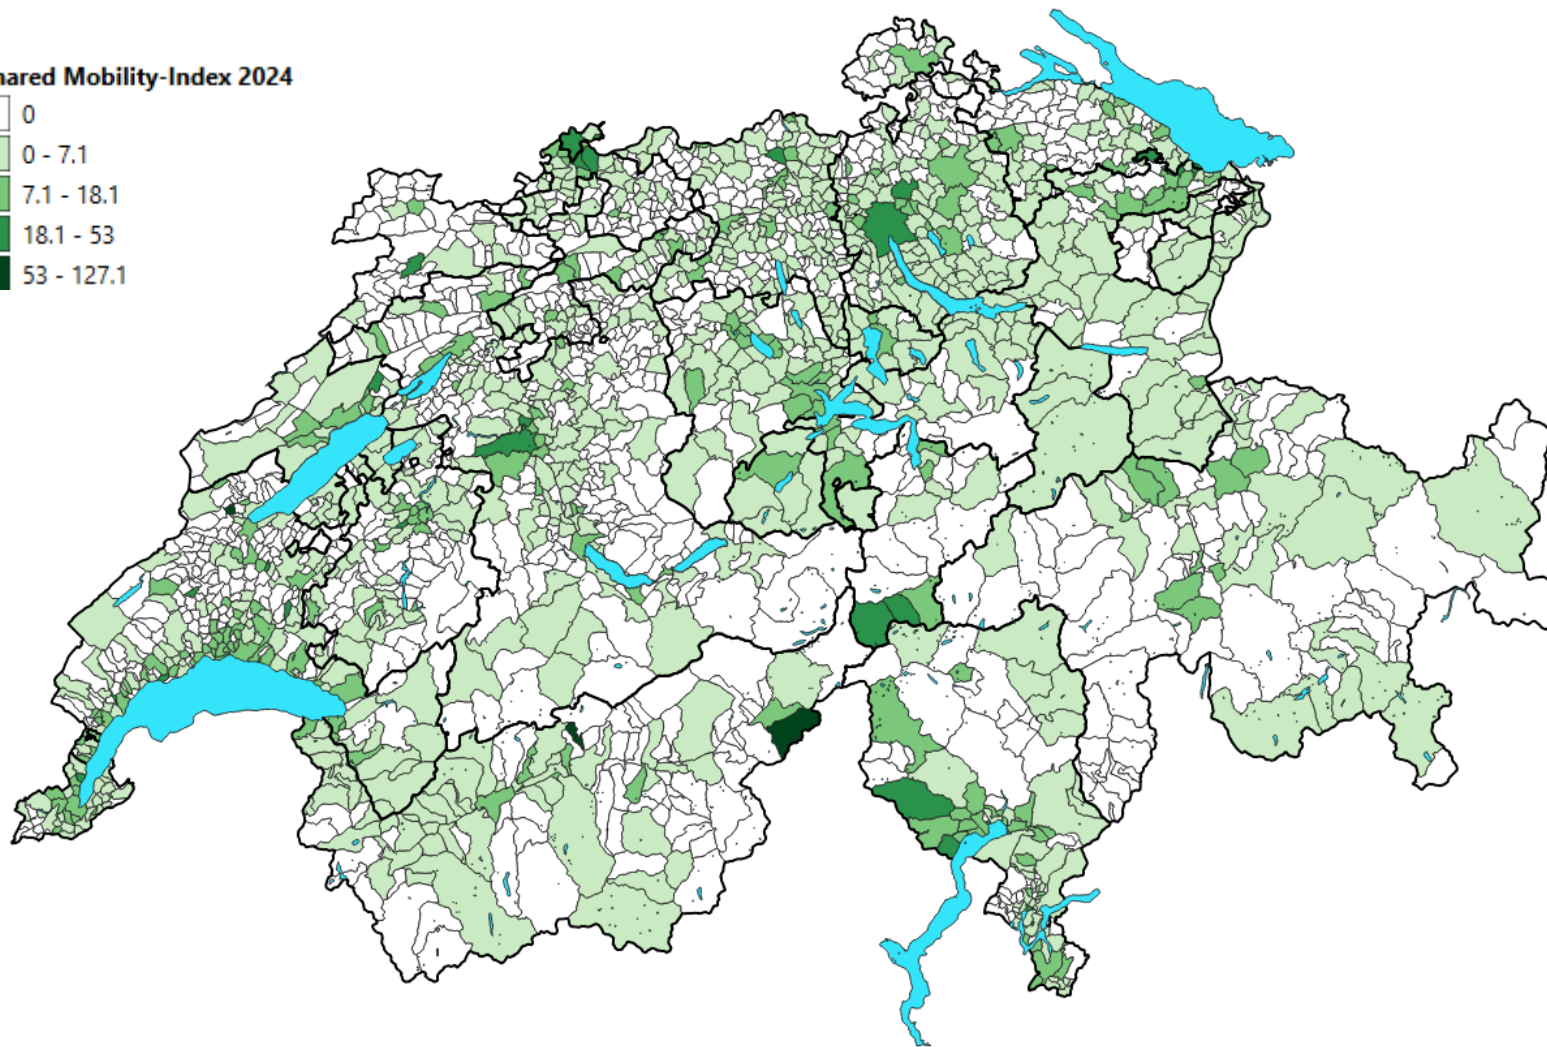 hared Mobility-Index 2024
0
0 - 7.1
7.1 - 18.1
18.1 - 53
53 - 127.1